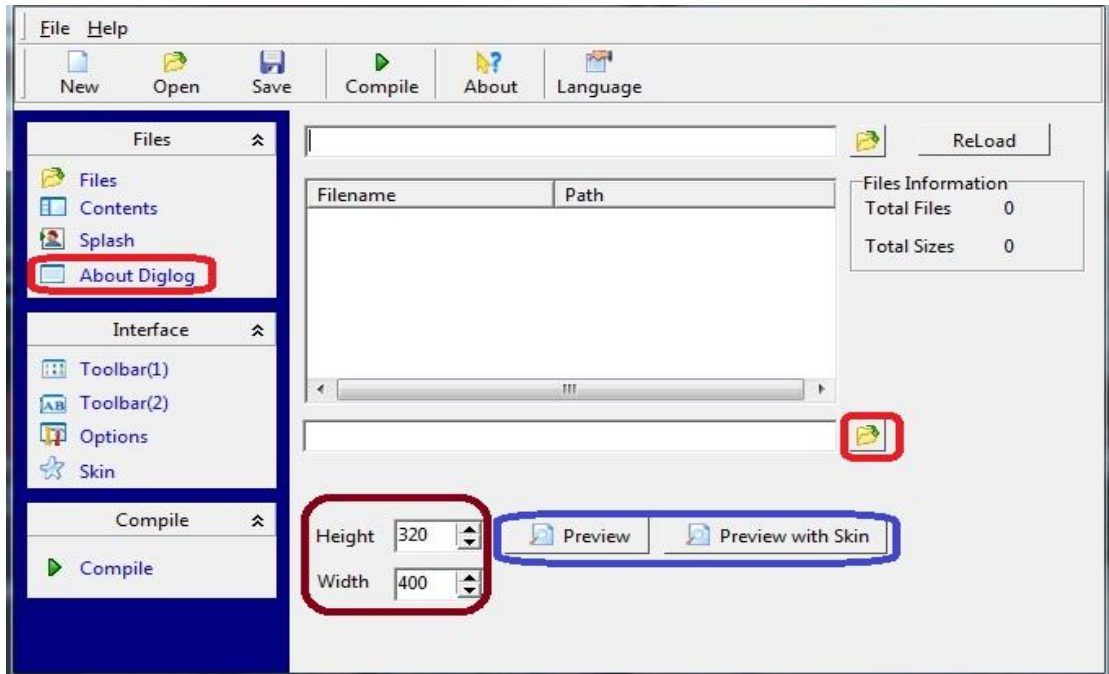 File Help
New Open Save Compile About Language
Files
Files
Contents
Splash
About Diglog
Interface
Toolbar(1)
AB Toolbar(2)
Options
Skin
Compile
Compile
ReLoad
Filename Path
Files Information
Total Files 0
Total Sizes 0
Height 320
Width 400
Preview Preview with Skin